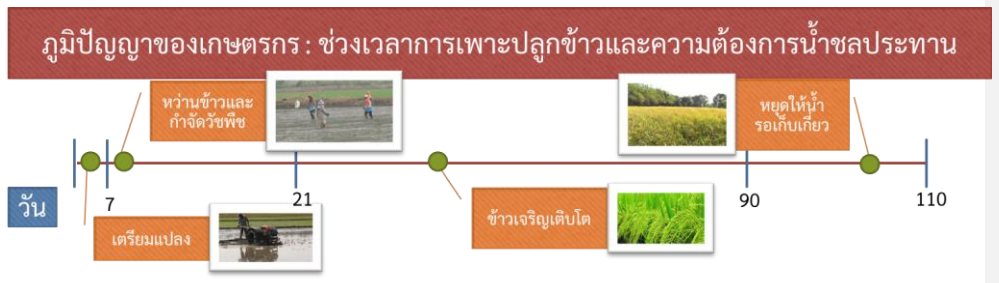 ภูมิปัญญาของเกษตรกร : ช่วงเวลาการเพาะปลูกข้าวและความต้องการน้ำชลประทาน
หว่านข้าวและ
กำจัดวัชพืช
หยุดให้น้ำ
รอเก็บเกี่ยว
วัน
7
21
90
110
เตรียมแปลง
ข้าวเจริญเติบโต